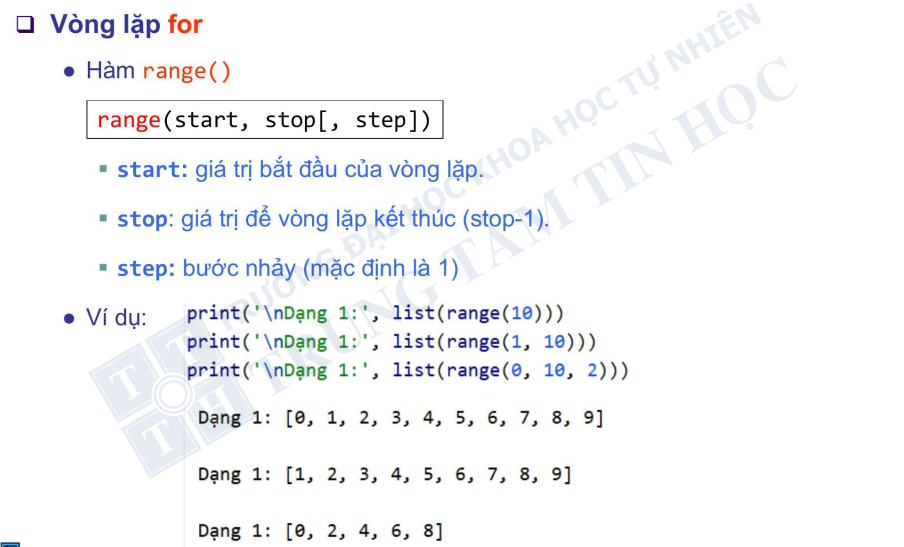 Vòng lặp for
Hàm range()
range(start, stop[, step])
start: giá trị bắt đầu của vòng lặp.
stop: giá trị để vòng lặp kết thúc (stop-1).
step: bước nhảy (mặc định là 1)
Ví dụ:
print('\nDạng 1:', list(range(10)))
print('\nDạng 1:', list(range(1, 10)))
print('\nDạng 1:', list(range(0, 10, 2)))
Dạng 1: [0, 1, 2, 3, 4, 5, 6, 7, 8, 9]
Dạng 1: [1, 2, 3, 4, 5, 6, 7, 8, 9]
Dạng 1: [0, 2, 4, 6, 8]
TRƯỜNG ĐẠI HỌC KHOA HỌC TỰ NHIÊN
TRUNG TÂM TIN HỌC
T T
T H